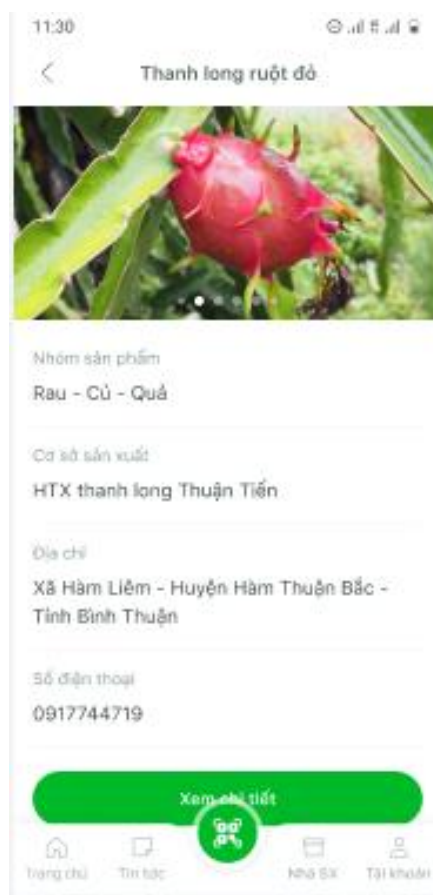 11:30
Thanh long ruột đỏ
Nhóm sản phẩm
Rau - Củ - Quả
Cơ sở sản xuất
HTX thanh long Thuận Tiến
Địa chỉ
Xã Hàm Liêm - Huyện Hàm Thuận Bắc -
Tỉnh Bình Thuận
Số điện thoại
0917744719
Xem chi tiết
Trang chủ Tin tức Nhà SX Tài khoản